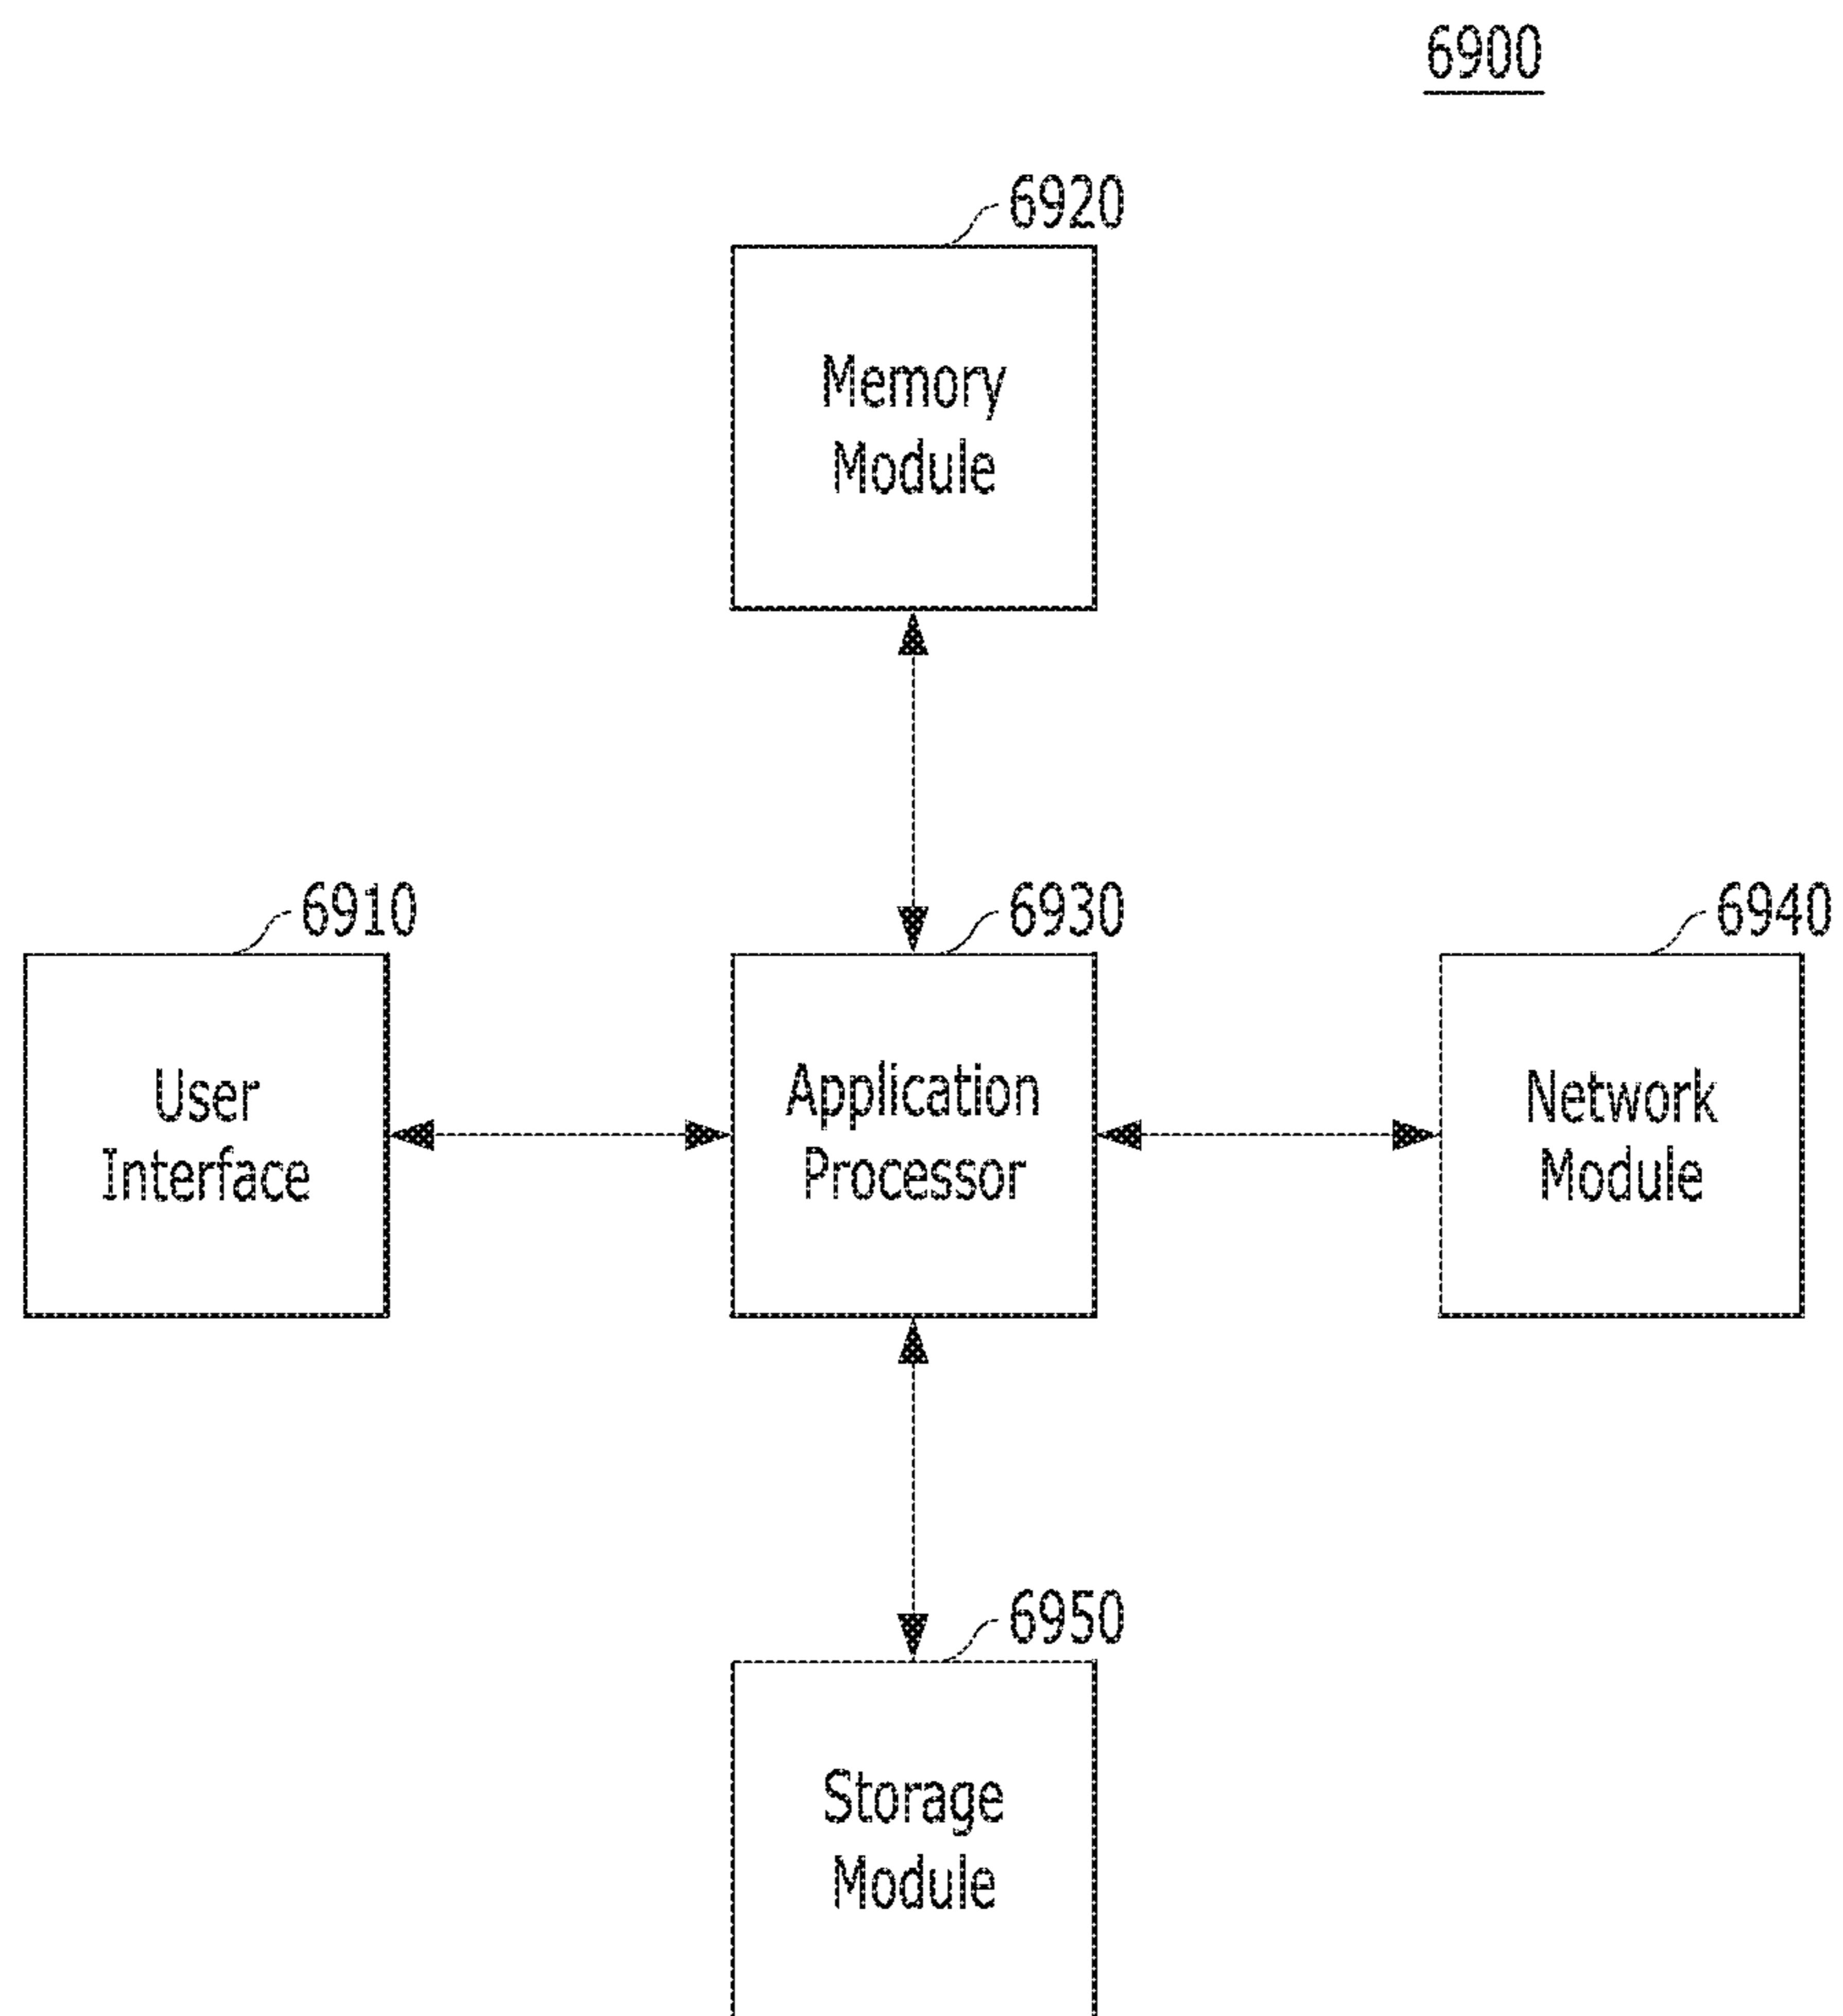 6900
6920
Memory
Module
6910
6930
6940
User
Interface
Application
Processor
Network
Module
6950
Storage
Module